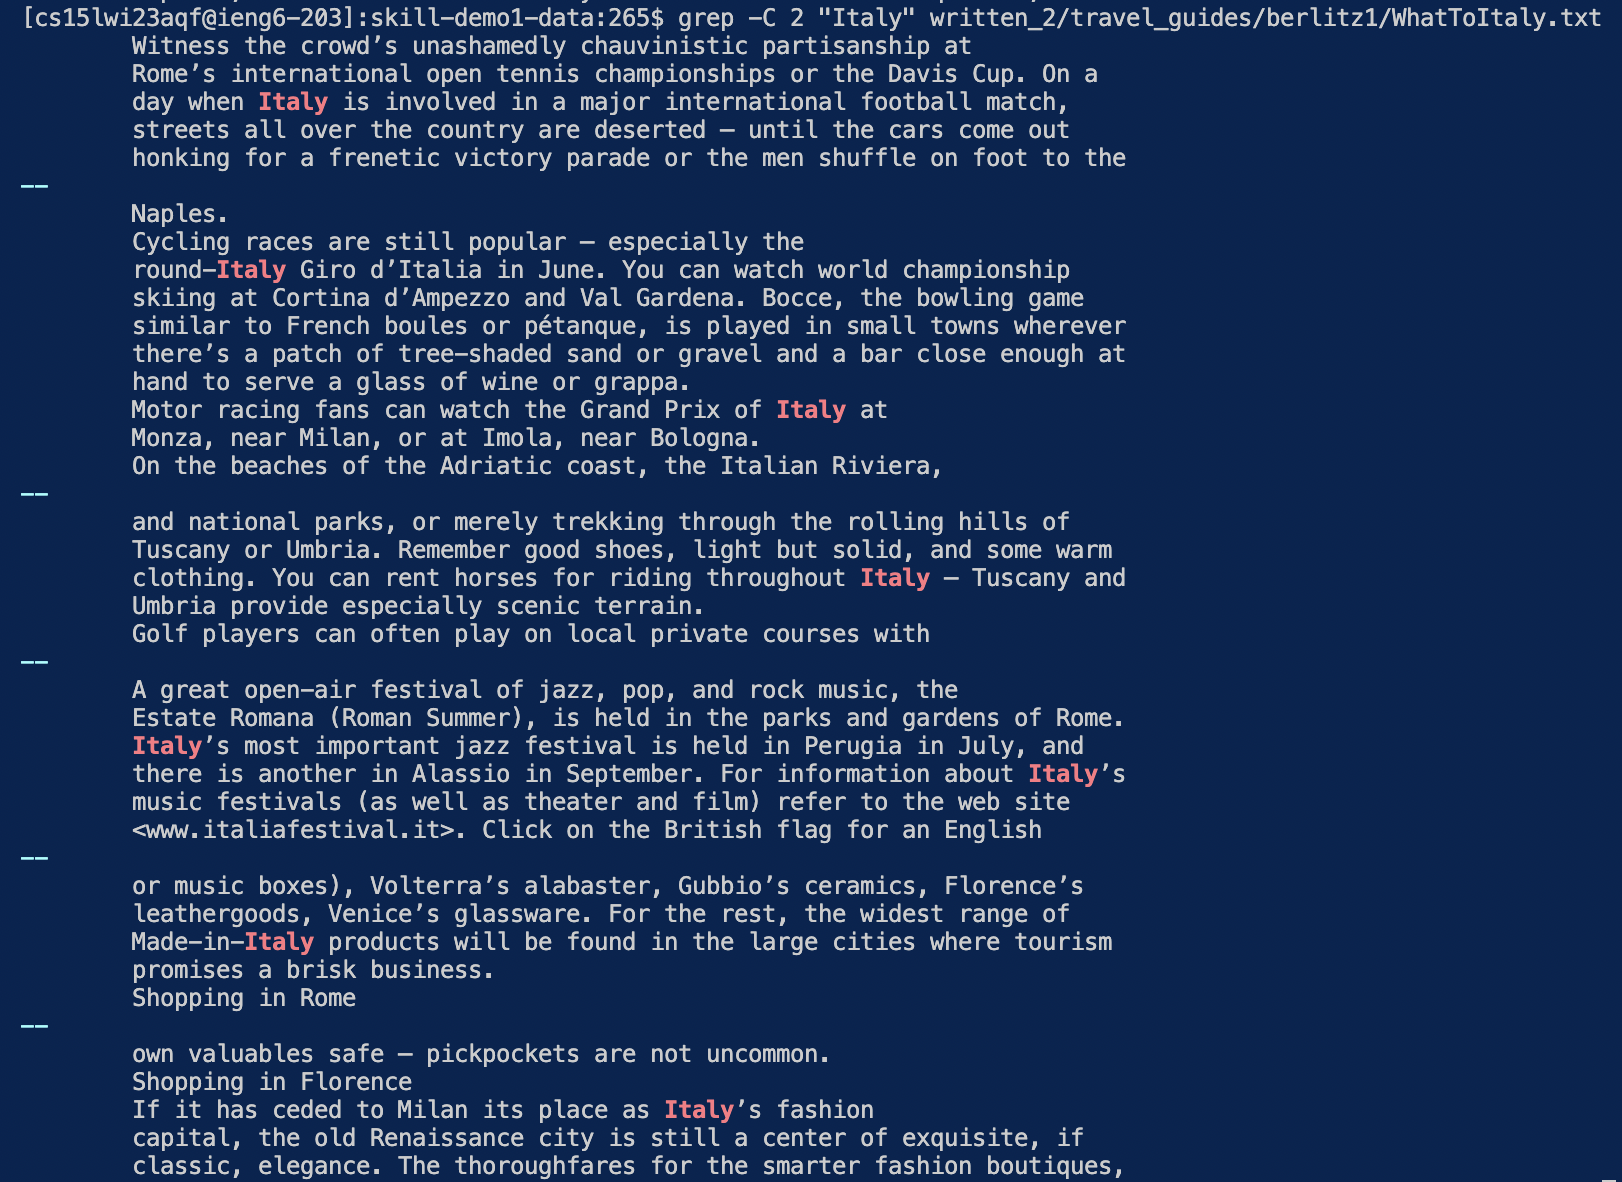 [cs15lwi23aqf@ieng6-203]:skill-demo1-data:265$ grep -C 2 "Italy" written_2/travel_guides/berlitz1/WhatToItaly.txt
Witness the crowd’s unashamedly chauvinistic partisanship at
Rome’s international open tennis championships or the Davis Cup. On a
day when Italy is involved in a major international football match,
streets all over the country are deserted — until the cars come out
honking for a frenetic victory parade or the men shuffle on foot to the
--
Naples.
Cycling races are still popular — especially the
round-Italy Giro d’Italia in June. You can watch world championship
skiing at Cortina d’Ampezzo and Val Gardena. Bocce, the bowling game
similar to French boules or pétanque, is played in small towns wherever
there’s a patch of tree-shaded sand or gravel and a bar close enough at
hand to serve a glass of wine or grappa.
Motor racing fans can watch the Grand Prix of Italy at
Monza, near Milan, or at Imola, near Bologna.
On the beaches of the Adriatic coast, the Italian Riviera,
--
and national parks, or merely trekking through the rolling hills of
Tuscany or Umbria. Remember good shoes, light but solid, and some warm
clothing. You can rent horses for riding throughout Italy — Tuscany and
Umbria provide especially scenic terrain.
Golf players can often play on local private courses with
--
A great open-air festival of jazz, pop, and rock music, the
Estate Romana (Roman Summer), is held in the parks and gardens of Rome.
Italy’s most important jazz festival is held in Perugia in July, and
there is another in Alassio in September. For information about Italy’s
music festivals (as well as theater and film) refer to the web site
<www.italiafestival.it>. Click on the British flag for an English
--
or music boxes), Volterra’s alabaster, Gubbio’s ceramics, Florence’s
leathergoods, Venice’s glassware. For the rest, the widest range of
Made-in-Italy products will be found in the large cities where tourism
promises a brisk business.
Shopping in Rome
--
own valuables safe — pickpockets are not uncommon.
Shopping in Florence
If it has ceded to Milan its place as Italy’s fashion
capital, the old Renaissance city is still a center of exquisite, if
classic, elegance. The thoroughfares for the smarter fashion boutiques,